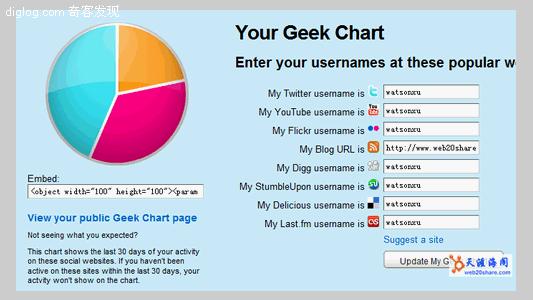 diglog.com 奇客发现
Your Geek Chart
Enter your usernames at these popular we
My Twitter username is watsonxu
My YouTube username is watsonxu
My Flickr username is watsonxu
My Blog URL is http://www.web20share
My Digg username is watsonxu
My StumbleUpon username is watsonxu
My Delicious username is watsonxu
My Last.fm username is watsonxu
Suggest a site
Update My G
Embed:
<object width="100" height="100"><param
View your public Geek Chart page
Not seeing what you expected?
This chart shows the last 30 days of your activity
on these social websites. If you haven't been
active on these sites within the last 30 days, your
activty won't show on the chart.
天涯海阁
web20share.com